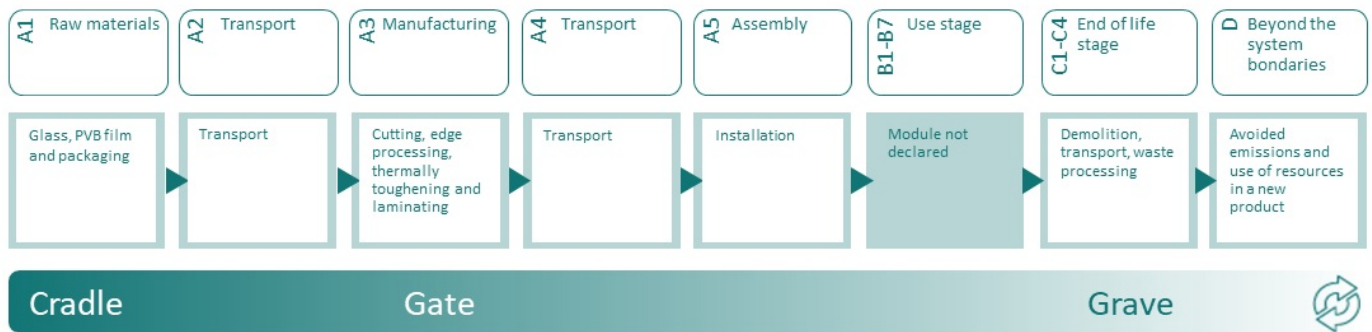 A1 Raw materials
A2 Transport
A3 Manufacturing
A4 Transport
A5 Assembly
B1-B7 Use stage
C1-C4 End of life
stage
D Beyond the
system
bondaries
Glass, PVB film
and packaging
Transport
Cutting, edge
processing,
thermally
toughening and
laminating
Transport
Installation
Module not
declared
Demolition,
transport, waste
processing
Avoided
emissions and
use of resources
in a new
product
Cradle
Gate
Grave